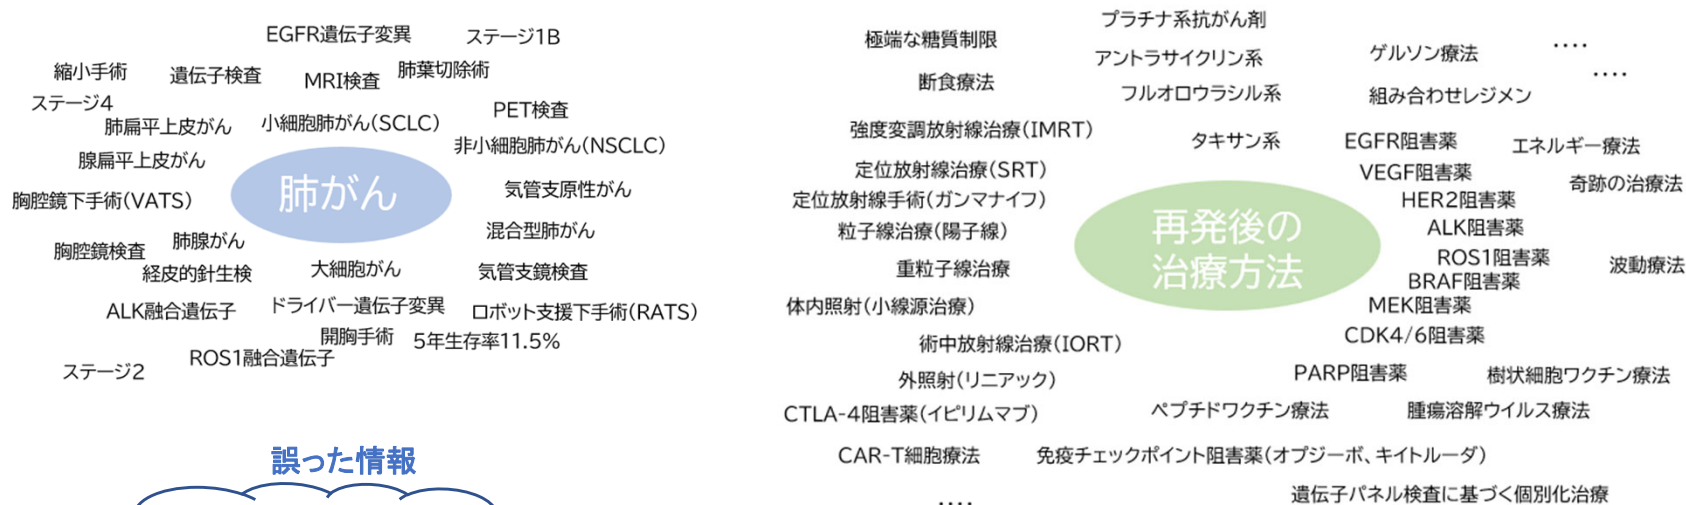 EGFR遺伝子変異
ステージ1B
縮小手術
遺伝子検査
MRI検査
肺葉切除術
ステージ4
PET検査
肺扁平上皮がん
小細胞肺がん(SCLC)
非小細胞肺がん(NSCLC)
腺扁平上皮がん
肺がん
気管支原性がん
胸腔鏡下手術(VATS)
混合型肺がん
胸腔鏡検査
肺腺がん
経皮的針生検
大細胞がん
気管支鏡検査
ALK融合遺伝子
ドライバー遺伝子変異
ロボット支援下手術(RATS)
開胸手術
5年生存率11.5%
ROS1融合遺伝子
ステージ2
誤った情報
プラチナ系抗がん剤
極端な糖質制限
アントラサイクリン系
ゲルソン療法
‥‥
‥‥
断食療法
フルオロウラシル系
組み合わせレジメン
強度変調放射線治療(IMRT)
タキサン系
EGFR阻害薬
エネルギー療法
定位放射線治療(SRT)
VEGF阻害薬
奇跡の治療法
定位放射線手術(ガンマナイフ)
HER2阻害薬
粒子線治療(陽子線)
再発後の
治療方法
ALK阻害薬
重粒子線治療
ROS1阻害薬
波動療法
BRAF阻害薬
体内照射(小線源治療)
MEK阻害薬
術中放射線治療(IORT)
CDK4/6阻害薬
外照射(リニアック)
PARP阻害薬
樹状細胞ワクチン療法
CTLA-4阻害薬(イピリムマブ)
ペプチドワクチン療法
腫瘍溶解ウイルス療法
CAR-T細胞療法
免疫チェックポイント阻害薬(オプジーボ、キイトルーダ)
遺伝子パネル検査に基づく個別化治療
‥‥